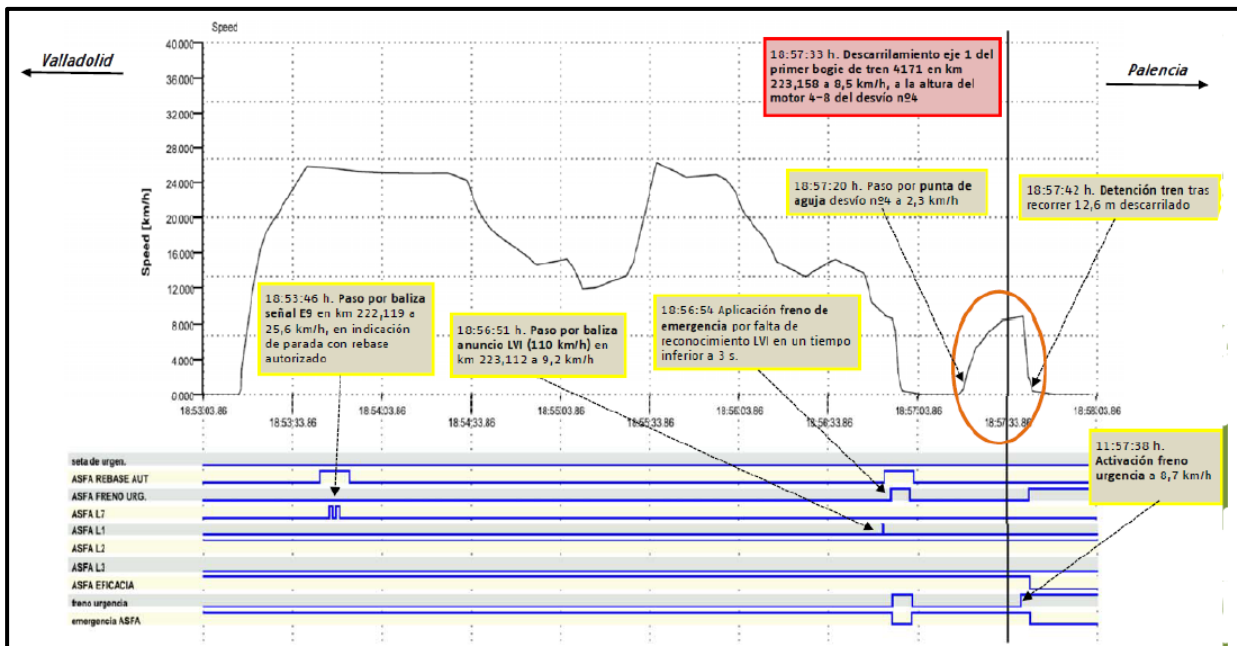 Speed
Valladolid
Palencia
18:57:33 h. Descarrilamiento eje 1 del
primer bogie de tren 4171 en km
223,158 a 8,5 km/h, a la altura del
motor 4-8 del desvío nº4
40.000
36.000
32.000
28.000
24.000
20.000
16.000
12.000
8.000
4.000
0.000
Speed [km/h]
18:57:20 h. Paso por punta de
aguja desvío nº4 a 2,3 km/h
18:57:42 h. Detención tren tras
recorrer 12,6 m descarrilado
18:53:46 h. Paso por baliza
señal E9 en km 222,119 a
25,6 km/h, en indicación
de parada con rebase
autorizado
18:56:51 h. Paso por baliza
anuncio LVI (110 km/h) en
km 223,112 a 9,2 km/h
18:56:54 Aplicación freno de
emergencia por falta de
reconocimiento LVI en un tiempo
inferior a 3 s.
18:53:03.86
18:53:33.86
18:54:03.86
18:54:33.86
18:55:03.86
18:55:33.86
18:56:03.86
18:56:33.86
18:57:03.86
18:57:33.86
18:58:03.86
11:57:38 h.
Activación freno
urgencia a 8,7 km/h
seta de urgen.
ASFA REBASE AUT
ASFA FRENO URG.
ASFA L7
ASFA L1
ASFA L2
ASFA L3
ASFA EFICACIA
freno urgencia
emergencia ASFA